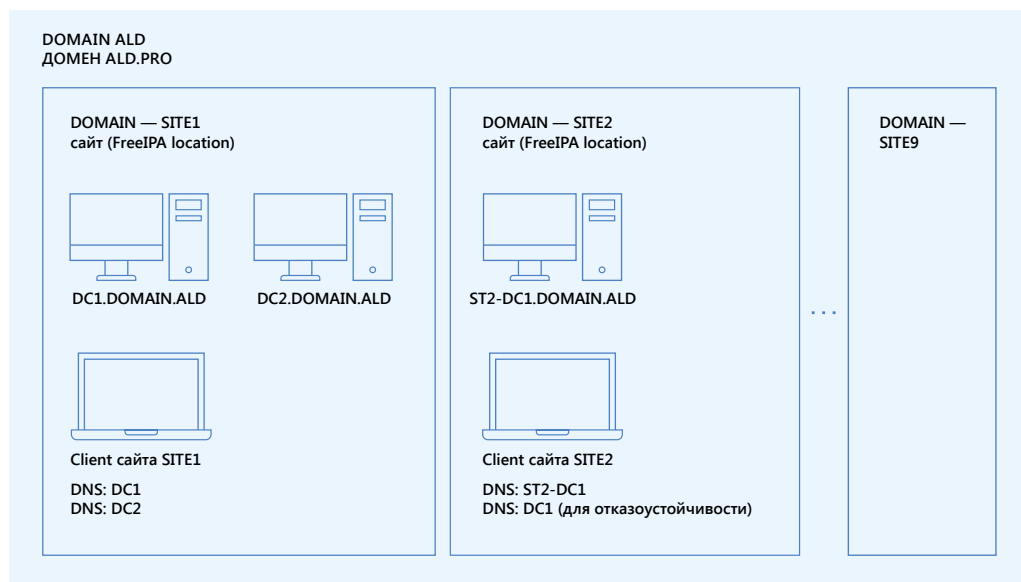 DOMAIN ALD
ДОМЕН ALD.PRO
DOMAIN — SITE1
сайт (FreeIPA location)
DC1.DOMAIN.ALD
DC2.DOMAIN.ALD
Client сайта SITE1
DNS: DC1
DNS: DC2
DOMAIN — SITE2
сайт (FreeIPA location)
ST2-DC1.DOMAIN.ALD
Client сайта SITE2
DNS: ST2-DC1
DNS: DC1 (для отказоустойчивости)
...
DOMAIN —
SITE9